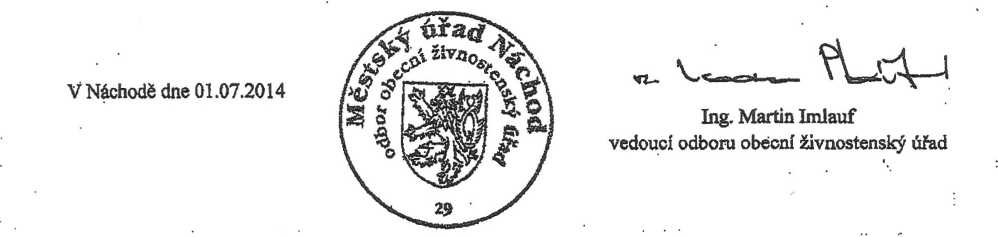 V Náchodě dne 01.07.2014
Městský úřad Náchod
odbor obecní živnostenský úřad
29
Ing. Martin Imlauf
vedoucí odboru obecní živnostenský úřad